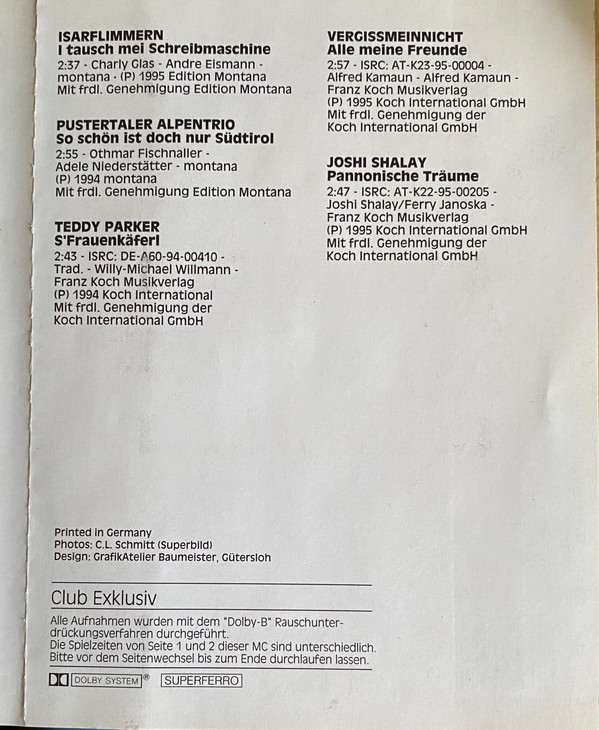 ISARFLIMMERN
I tausch mei Schreibmaschine
2:37 - Charly Glas - Andre Eismann -
montana - (P) 1995 Edition Montana
Mit frdl. Genehmigung Edition Montana
PUSTERTALER ALPENTRIO
So schön ist doch nur Südtirol
2:55 - Othmar Fischnaller -
Adele Niederstätter - montana
(P) 1994 montana
Mit frdl. Genehmigung Edition Montana
TEDDY PARKER
S'Frauenkäferl
2:43 - ISRC: DE-A60-94-00410 -
Trad. - Willy-Michael Willmann -
Franz Koch Musikverlag
(P) 1994 Koch International
Mit frdl. Genehmigung der
Koch International GmbH
VERGISSMEINNICHT
Alle meine Freunde
2:57 - ISRC: AT-K23-95-00004 -
Alfred Kamaun - Alfred Kamaun -
Franz Koch Musikverlag
(P) 1995 Koch International GmbH
Mit frdl. Genehmigung der
Koch International GmbH
JOSHI SHALAY
Pannonische Träume
2:47 - ISRC: AT-K22-95-00205 -
Joshi Shalay/Ferry Janoska -
Franz Koch Musikverlag
(P) 1995 Koch International GmbH
Mit frdl. Genehmigung der
Koch International GmbH
Printed in Germany
Photos: C.L. Schmitt (Superbild)
Design: GrafikAtelier Baumeister, Gütersloh
Club Exklusiv
Alle Aufnahmen wurden mit dem "Dolby-B" Rauschunter-
drückungsverfahren durchgeführt.
Die Spielzeiten von Seite 1 und 2 dieser MC sind unterschiedlich.
Bitte vor dem Seitenwechsel bis zum Ende durchlaufen lassen.
DOLBY SYSTEM® SUPERFERRO